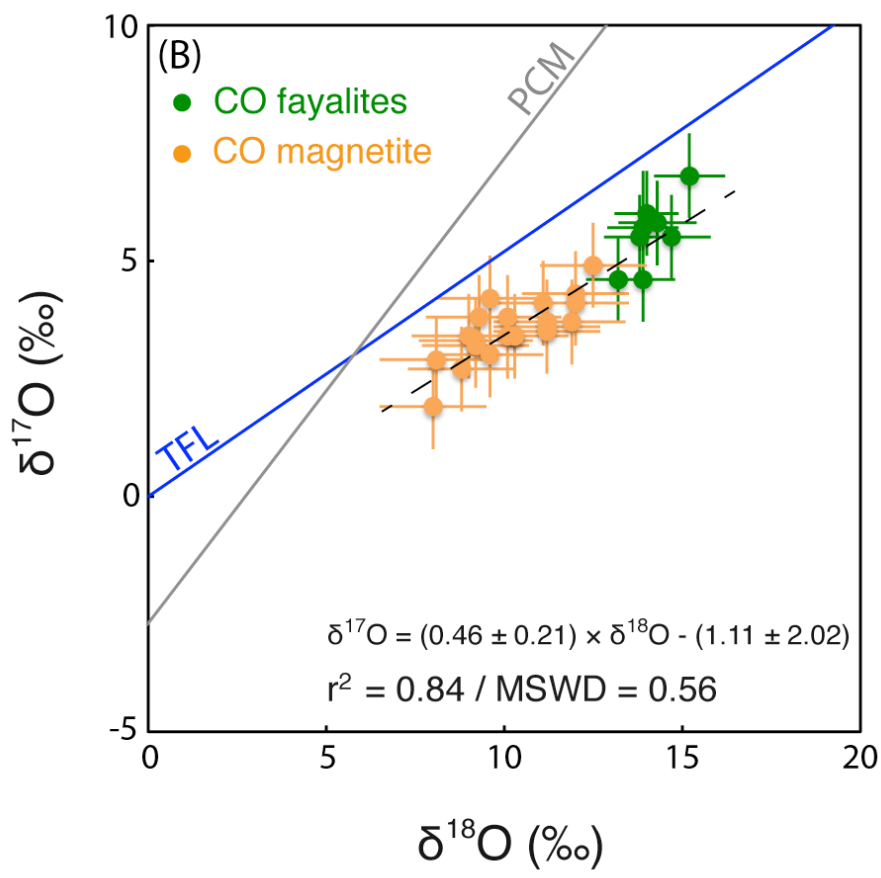 10
(B)
CO fayalites
CO magnetite
PCM
TFL
5
0
-5
δ¹⁷O (‰)
δ¹⁷O = (0.46 ± 0.21) × δ¹⁸O - (1.11 ± 2.02)
r² = 0.84 / MSWD = 0.56
0 5 10 15 20
δ¹⁸O (‰)